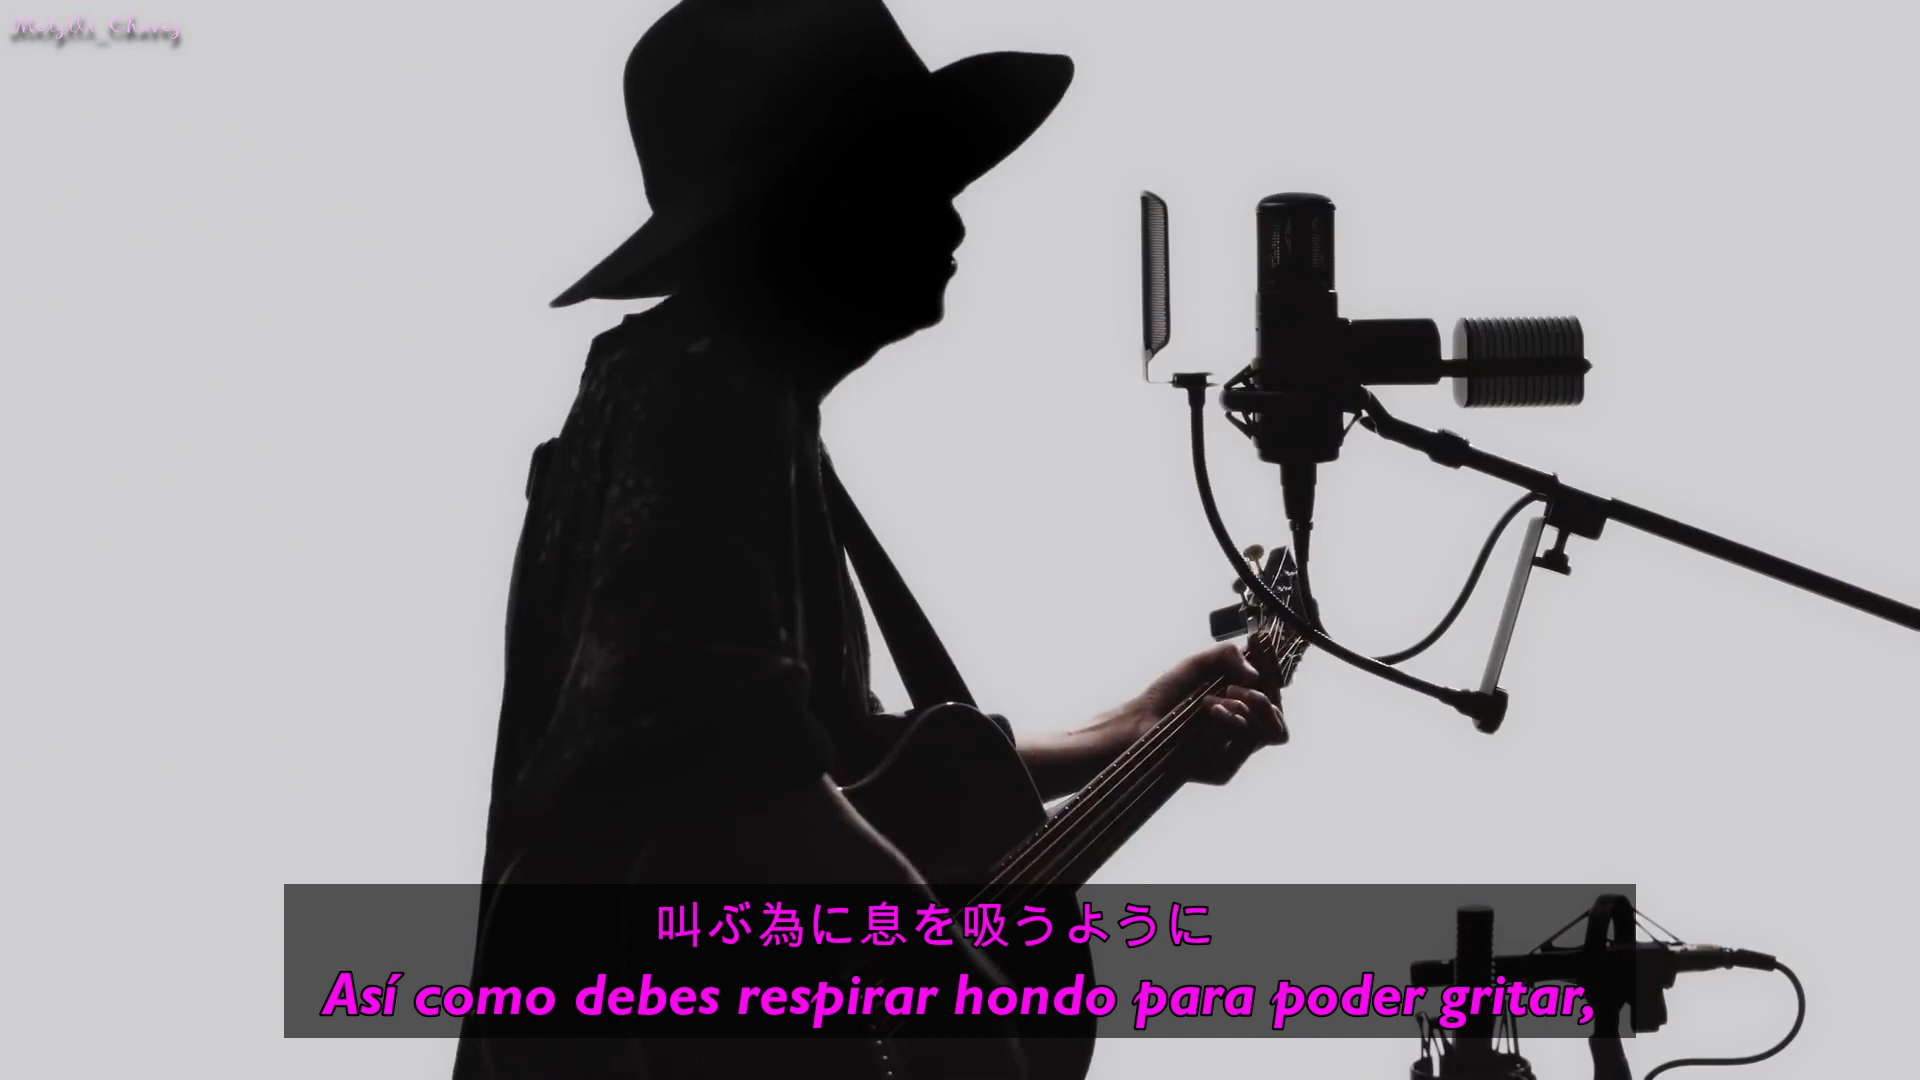 Metzeli_Chavez
叫ぶ為に息を吸うように
Así como debes respirar hondo para poder gritar,